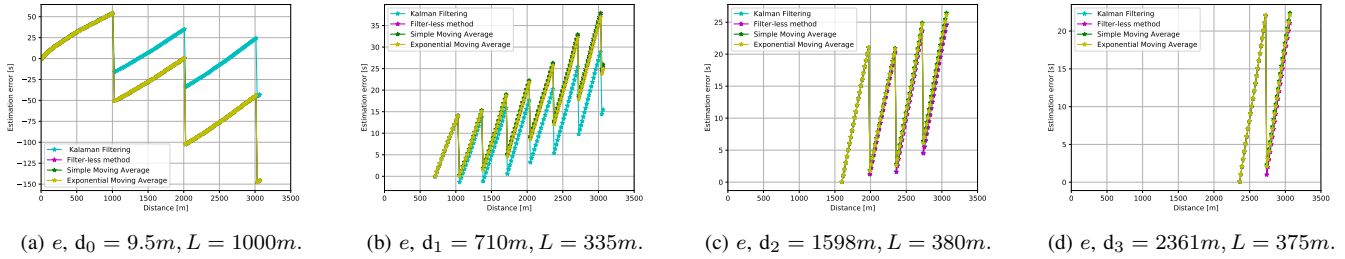 Estimation error [s]
50
25
0
−25
−50
−75
−100
−125
−150
Kalman Filtering
Filter-less method
Simple Moving Average
Exponential Moving Average
0 500 1000 1500 2000 2500 3000 3500
Distance [m]
(a) e, d0 = 9.5m, L = 1000m.
Estimation error [s]
35
30
25
20
15
10
5
0
Kalman Filtering
Filter-less method
Simple Moving Average
Exponential Moving Average
0 500 1000 1500 2000 2500 3000 3500
Distance [m]
(b) e, d1 = 710m, L = 335m.
Estimation error [s]
25
20
15
10
5
0
Kalman Filtering
Filter-less method
Simple Moving Average
Exponential Moving Average
0 500 1000 1500 2000 2500 3000 3500
Distance [m]
(c) e, d2 = 1598m, L = 380m.
Estimation error [s]
20
15
10
5
0
Kalman Filtering
Filter-less method
Simple Moving Average
Exponential Moving Average
0 500 1000 1500 2000 2500 3000 3500
Distance [m]
(d) e, d3 = 2361m, L = 375m.